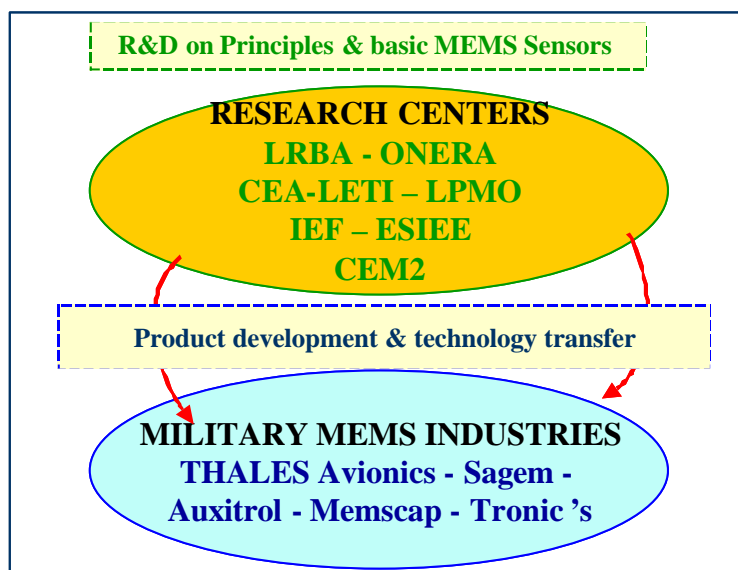 R&D on Principles & basic MEMS Sensors
RESEARCH CENTERS
LRBA - ONERA
CEA-LETI – LPMO
IEF – ESIEE
CEM2
Product development & technology transfer
MILITARY MEMS INDUSTRIES
THALES Avionics - Sagem -
Auxitrol - Memscap - Tronic ’s